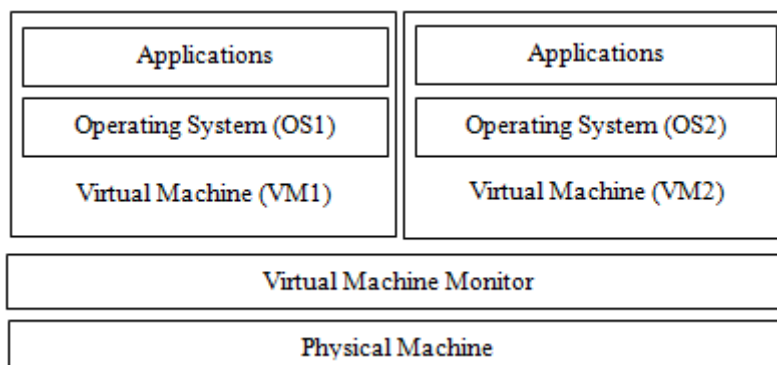 Applications
Operating System (OS1)
Virtual Machine (VM1)
Applications
Operating System (OS2)
Virtual Machine (VM2)
Virtual Machine Monitor
Physical Machine